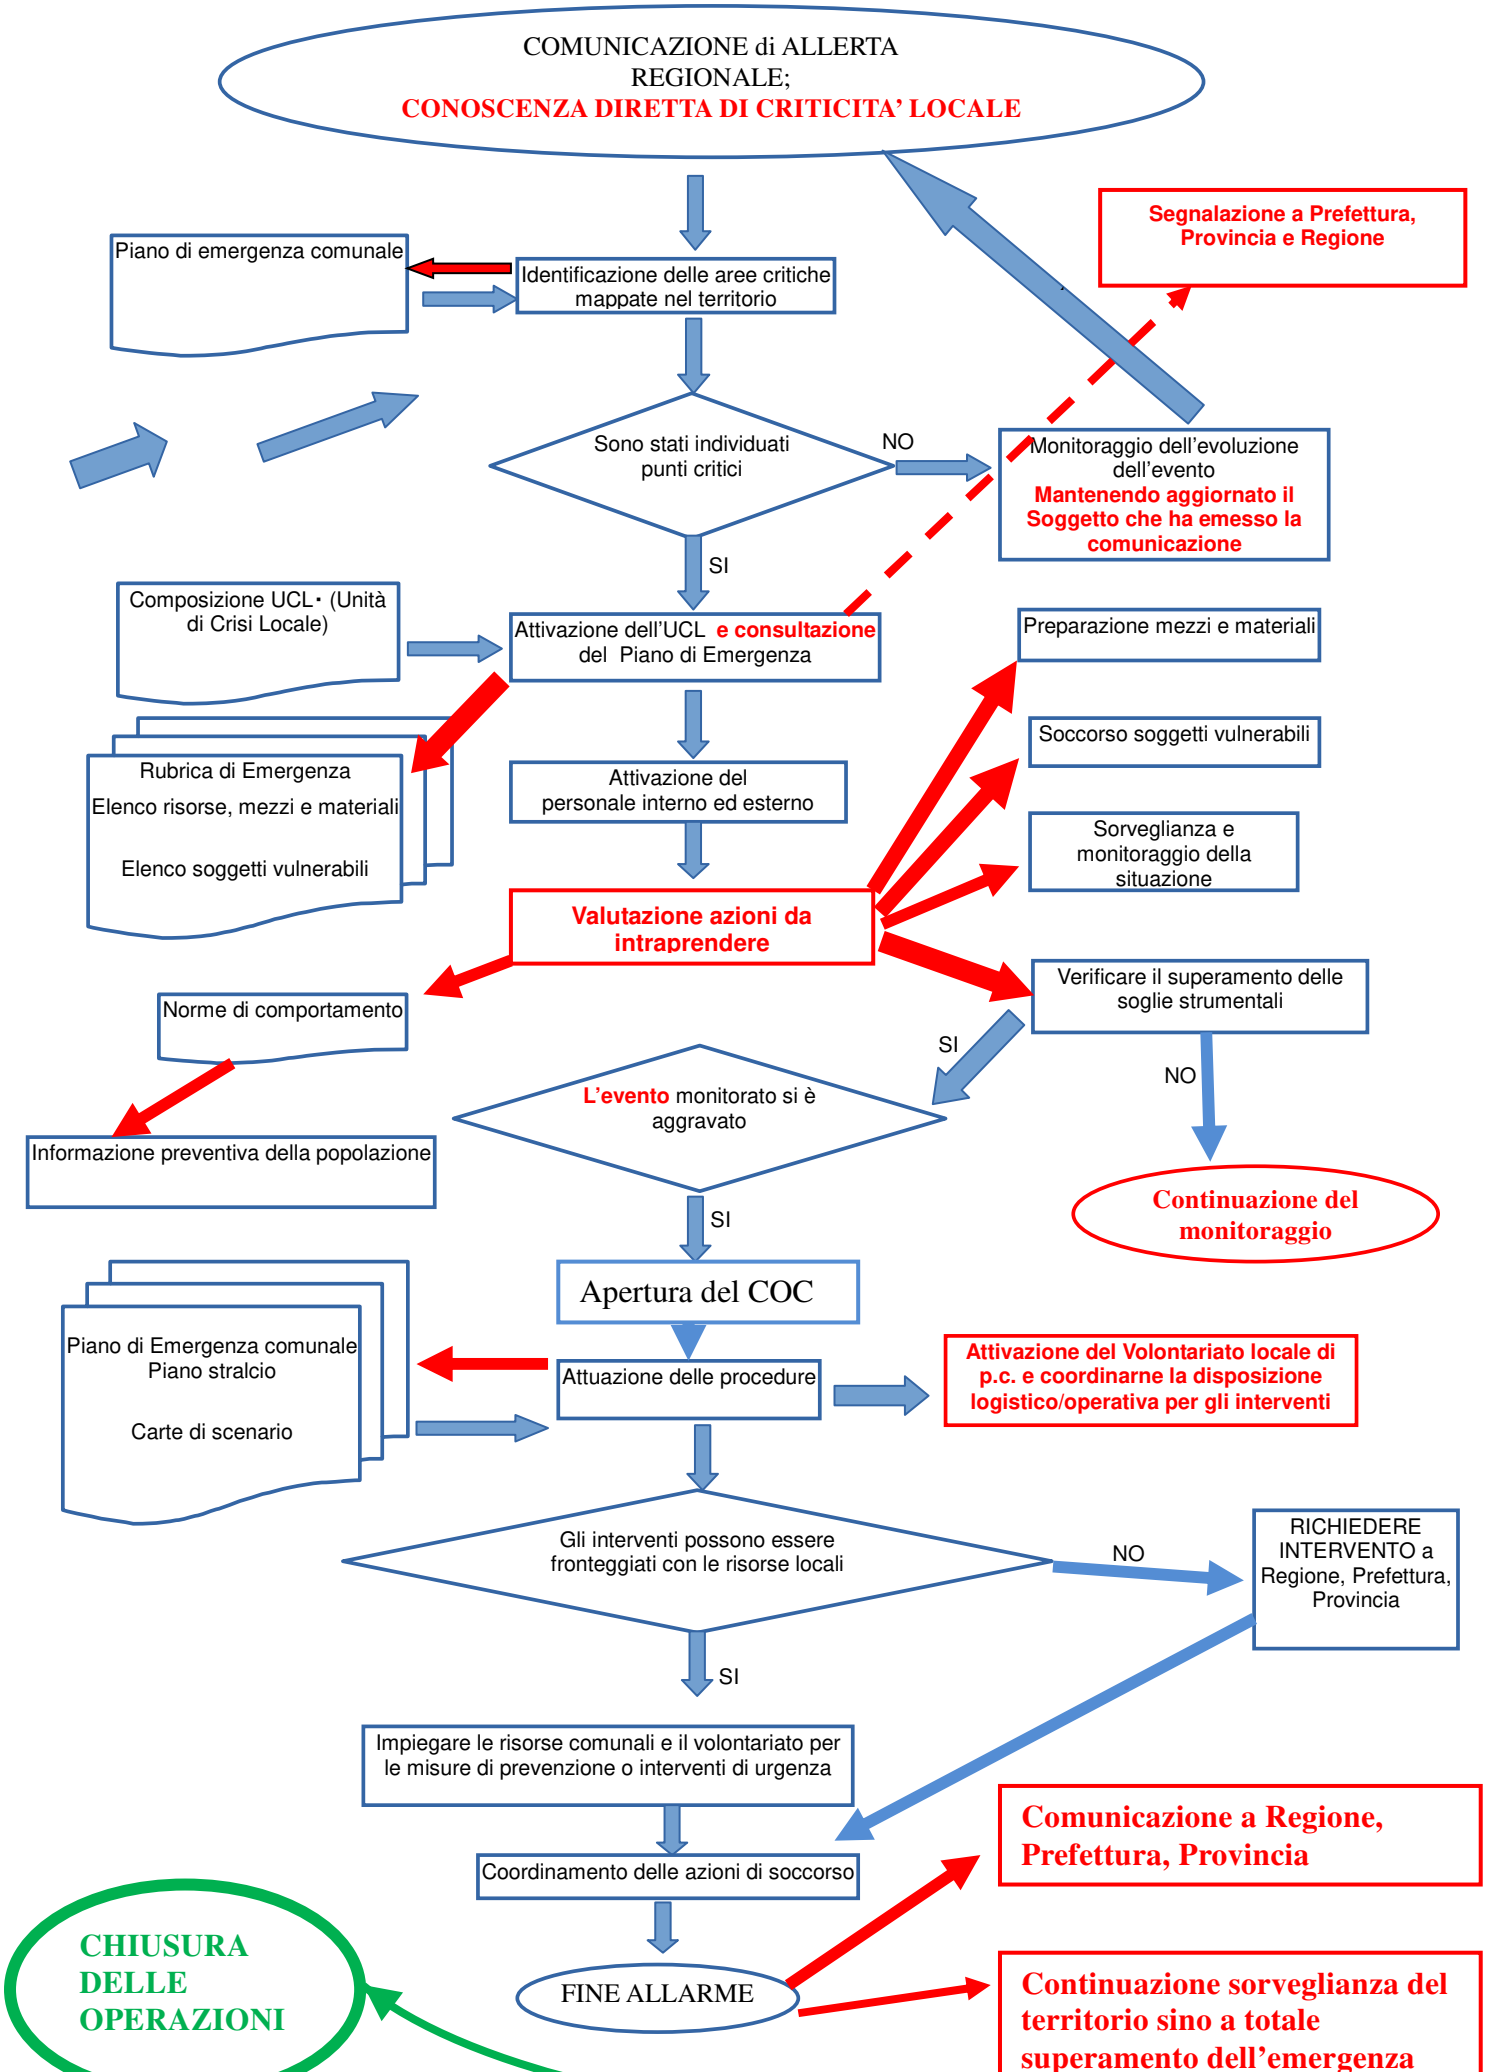 COMUNICAZIONE di ALLERTA
REGIONALE;
CONOSCENZA DIRETTA DI CRITICITA’ LOCALE
Segnalazione a Prefettura,
Provincia e Regione
Piano di emergenza comunale
Identificazione delle aree critiche
mappate nel territorio
Sono stati individuati
punti critici
NO
Monitoraggio dell’evoluzione
dell’evento
Mantenendo aggiornato il
Soggetto che ha emesso la
comunicazione
SI
Composizione UCL· (Unità
di Crisi Locale)
Attivazione dell’UCL e consultazione
del Piano di Emergenza
Preparazione mezzi e materiali
Soccorso soggetti vulnerabili
Rubrica di Emergenza
Elenco risorse, mezzi e materiali
Elenco soggetti vulnerabili
Attivazione del
personale interno ed esterno
Sorveglianza e
monitoraggio della
situazione
Valutazione azioni da
intraprendere
Verificare il superamento delle
soglie strumentali
Norme di comportamento
SI
NO
L’evento monitorato si è
aggravato
Informazione preventiva della popolazione
Continuazione del
monitoraggio
SI
Apertura del COC
Piano di Emergenza comunale
Piano stralcio
Carte di scenario
Attuazione delle procedure
Attivazione del Volontariato locale di
p.c. e coordinarne la disposizione
logistico/operativa per gli interventi
Gli interventi possono essere
fronteggiati con le risorse locali
NO
RICHIEDERE
INTERVENTO a
Regione, Prefettura,
Provincia
SI
Impiegare le risorse comunali e il volontariato per
le misure di prevenzione o interventi di urgenza
Comunicazione a Regione,
Prefettura, Provincia
Coordinamento delle azioni di soccorso
CHIUSURA
DELLE
OPERAZIONI
FINE ALLARME
Continuazione sorveglianza del
territorio sino a totale
superamento dell’emergenza